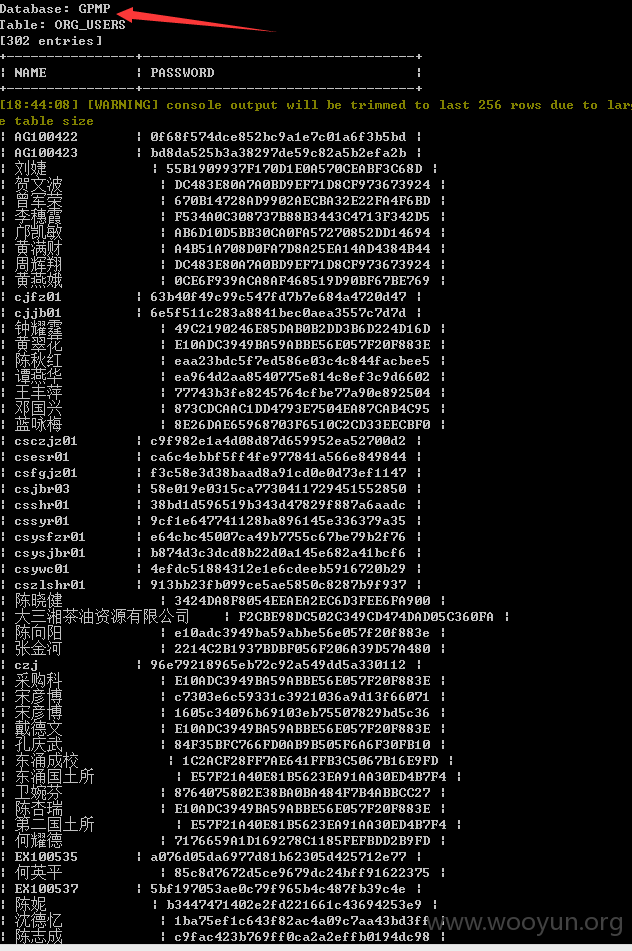 Database: GPMP
Table: ORG_USERS
[302 entries]
+----------------+----------------------------------+
| NAME | PASSWORD |
+----------------+----------------------------------+
[18:44:08] [WARNING] console output will be trimmed to last 256 rows due to larg
e table size
| AG100422 | 0f68f574dce852bc9a1e7c01a6f3b5bd |
| AG100423 | bd8da525b3a38297de59c82a5b2efa2b |
| 刘婕 | 55B1909937F170D1E0A570CEABF3C68D |
| 贺文波 | DC483E80A7A0BD9EF71D8CF973673924 |
| 曾军荣 | 670B14728AD9902AECBA32E22FA4F6BD |
| 李穗霞 | F534A0C308737B88B3443C4713F342D5 |
| 邝凯敏 | AB6D10D5BB30CA0FA57270852DD14694 |
| 黄满财 | A4B51A708D0FA7D8A25EA14AD4384B44 |
| 周辉翔 | DC483E80A7A0BD9EF71D8CF973673924 |
| 黄燕娥 | 0CE6F939ACA8AF468519D90BF67BE769 |
| cjfz01 | 63b40f49c99c547fd7b7e684a4720d47 |
| cjjb01 | 6e5f511c283a8841bec0aea3557c7d7d |
| 钟耀霆 | 49C2190246E85DAB0B2DD3B6D224D16D |
| 黄翠花 | E10ADC3949BA59ABBE56E057F20F883E |
| 陈秋红 | eaa23bdc5f7ed586e03c4c844facbee5 |
| 谭燕华 | ea964d2aa8540775e814c8ef3c9d6602 |
| 王丰萍 | 77743b3fe8245764cfbe77a90e892504 |
| 邓国兴 | 873CDCAAC1DD4793E7504EA87CAB4C95 |
| 蓝咏梅 | 8E26DAE65968703F6510C2CD33EECBF0 |
| csczjz01 | c9f982e1a4d08d87d659952ea52700d2 |
| csesr01 | ca6c4ebbf5ff4fe977841a566e849844 |
| csfgjz01 | f3c58e3d38baad8a91cd0e0d73ef1147 |
| csjbr03 | 58e019e0315ca7730411729451552850 |
| csshr01 | 38bd1d596519b343d47829f887a6aadc |
| cssyr01 | 9cf1e647741128ba896145e336379a35 |
| csysfzr01 | e64cbc45007ca49b7755c67be79b2f76 |
| csysjbr01 | b874d3c3dcd8b22d0a145e682a41bcf6 |
| csywc01 | 4efdc51884312e1e6cdeeb5916720b29 |
| cszlshr01 | 913bb23fb099ce5ae5850c8287b9f937 |
| 陈晓健 | 3424DA8F8054EEAEA2EC6D3FEE6FA900 |
| 大三湘茶油资源有限公司 | F2CBE98DC502C349CD474DAD05C360FA |
| 陈向阳 | e10adc3949ba59abbe56e057f20f883e |
| 张金河 | 2214C2B1937BDBF056F206A39D57A480 |
| czj | 96e79218965eb72c92a549dd5a330112 |
| 采购科 | E10ADC3949BA59ABBE56E057F20F883E |
| 宋彦博 | c7303e6c59331c3921036a9d13f66071 |
| 宋彦博 | 1605c34096b69103eb75507829bd5c36 |
| 戴德文 | E10ADC3949BA59ABBE56E057F20F883E |
| 孔庆武 | 84F35BFC766FD0AB9B505F6A6F30FB10 |
| 东涌成校 | 1C2ACF28FF7AE641FFB3C5067B16E9FD |
| 东涌国土所 | E57F21A40E81B5623EA91AA30ED4B7F4 |
| 卫婉芬 | 8764075802E38BA0BA484F7B4ABBCC27 |
| 陈杏瑞 | E10ADC3949BA59ABBE56E057F20F883E |
| 第二国土所 | E57F21A40E81B5623EA91AA30ED4B7F4 |
| 何耀德 | 7176659A1D169278C1185FEFBDD2B9FD |
| EX100535 | a076d05da6977d81b62305d425712e77 |
| 何英平 | 85c8d7672d5ce9679dc24bff91622375 |
| EX100537 | 5bf197053ae0c79f965b4c487fb39c4e |
| 陈妮 | b3447471402e2fd221661c43694253e9 |
| 沈德忆 | 1ba75ef1c643f82ac4a09c7aa43bd3ff |
| 陈志成 | c9fac423b769ff0ca2a2effb0194dc98 |
www.wooyun.org